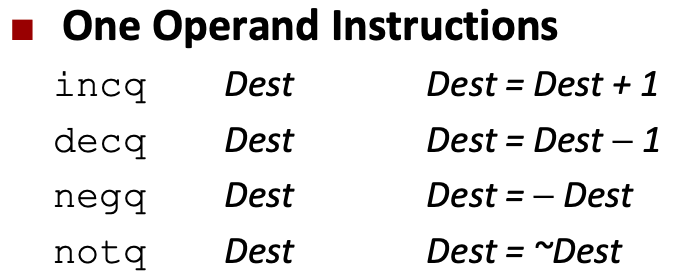 One Operand Instructions
incq Dest Dest = Dest + 1
decq Dest Dest = Dest − 1
negq Dest Dest = − Dest
notq Dest Dest = ~Dest